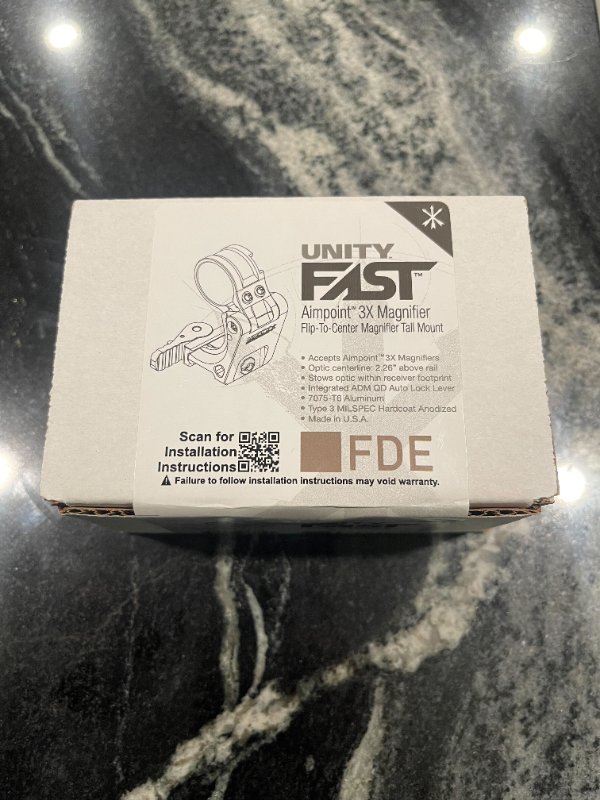 UNITY
FAST™
Aimpoint™ 3X Magnifier
Flip-To-Center Magnifier Tall Mount
• Accepts Aimpoint™ 3X Magnifiers
• Optic centerline: 2.26" above rail
• Stows optic within receiver footprint
• Integrated ADM QD Auto Lock Lever
• 7075-T6 Aluminum
• Type 3 MILSPEC Hardcoat Anodized
• Made in U.S.A.
Scan for
Installation
Instructions
FDE
⚠ Failure to follow installation instructions may void warranty.
FAST